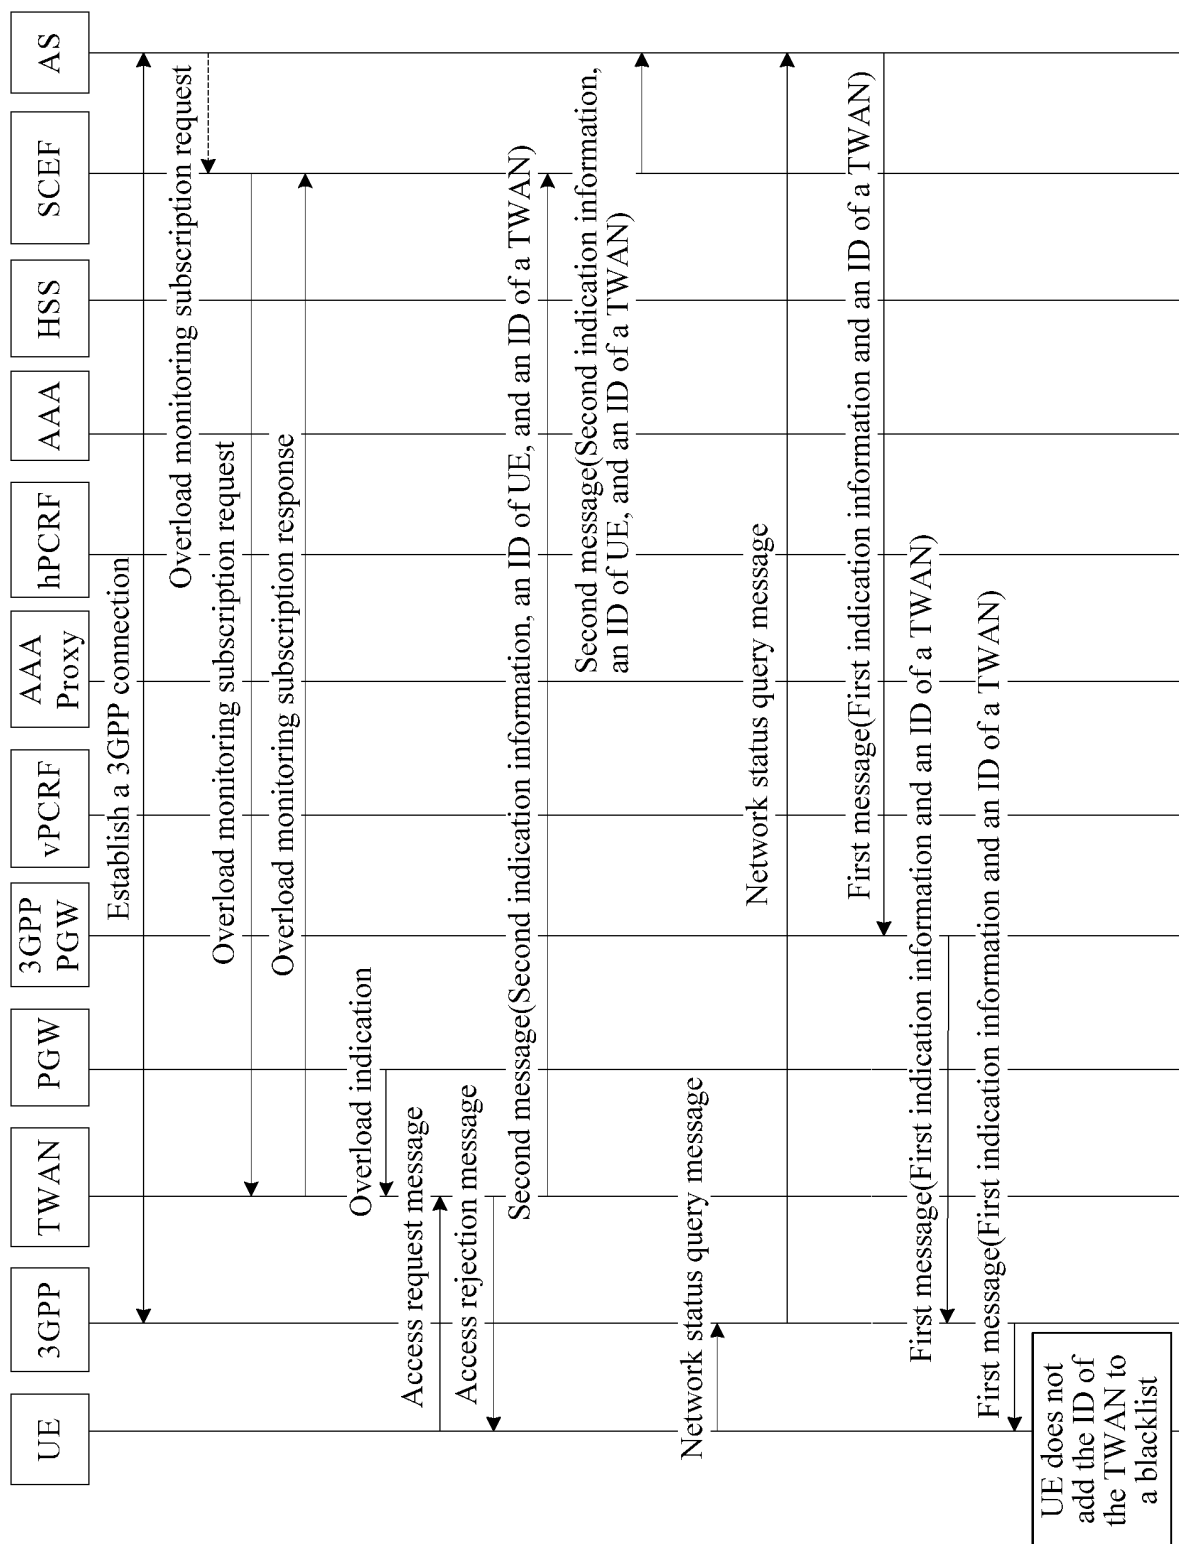 UE
3GPP
TWAN
PGW
3GPP
PGW
vPCRF
AAA
Proxy
hPCRF
AAA
HSS
SCEF
AS
Establish a 3GPP connection
Overload monitoring subscription request
Overload monitoring subscription request
Overload monitoring subscription response
Overload indication
Access request message
Access rejection message
Second message(Second indication information, an ID of UE, and an ID of a TWAN)
Second message(Second indication information,
an ID of UE, and an ID of a TWAN)
Network status query message
Network status query message
First message(First indication information and an ID of a TWAN)
First message(First indication information and an ID of a TWAN)
First message(First indication information and an ID of a TWAN)
UE does not
add the ID of
the TWAN to
a blacklist